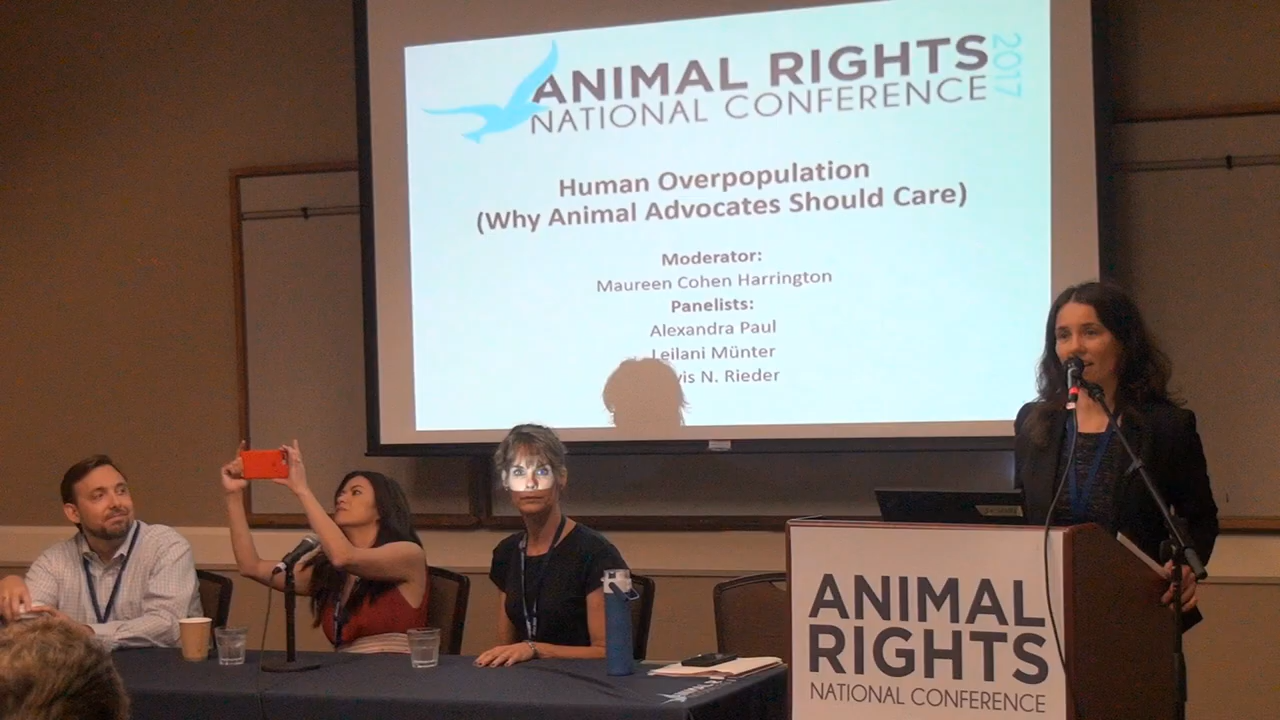 ANIMAL RIGHTS
2017
NATIONAL CONFERENCE
Human Overpopulation
(Why Animal Advocates Should Care)
Moderator:
Maureen Cohen Harrington
Panelists:
Alexandra Paul
Leilani Münter
vis N. Rieder
ANIMAL
RIGHTS
NATIONAL CONFERENCE